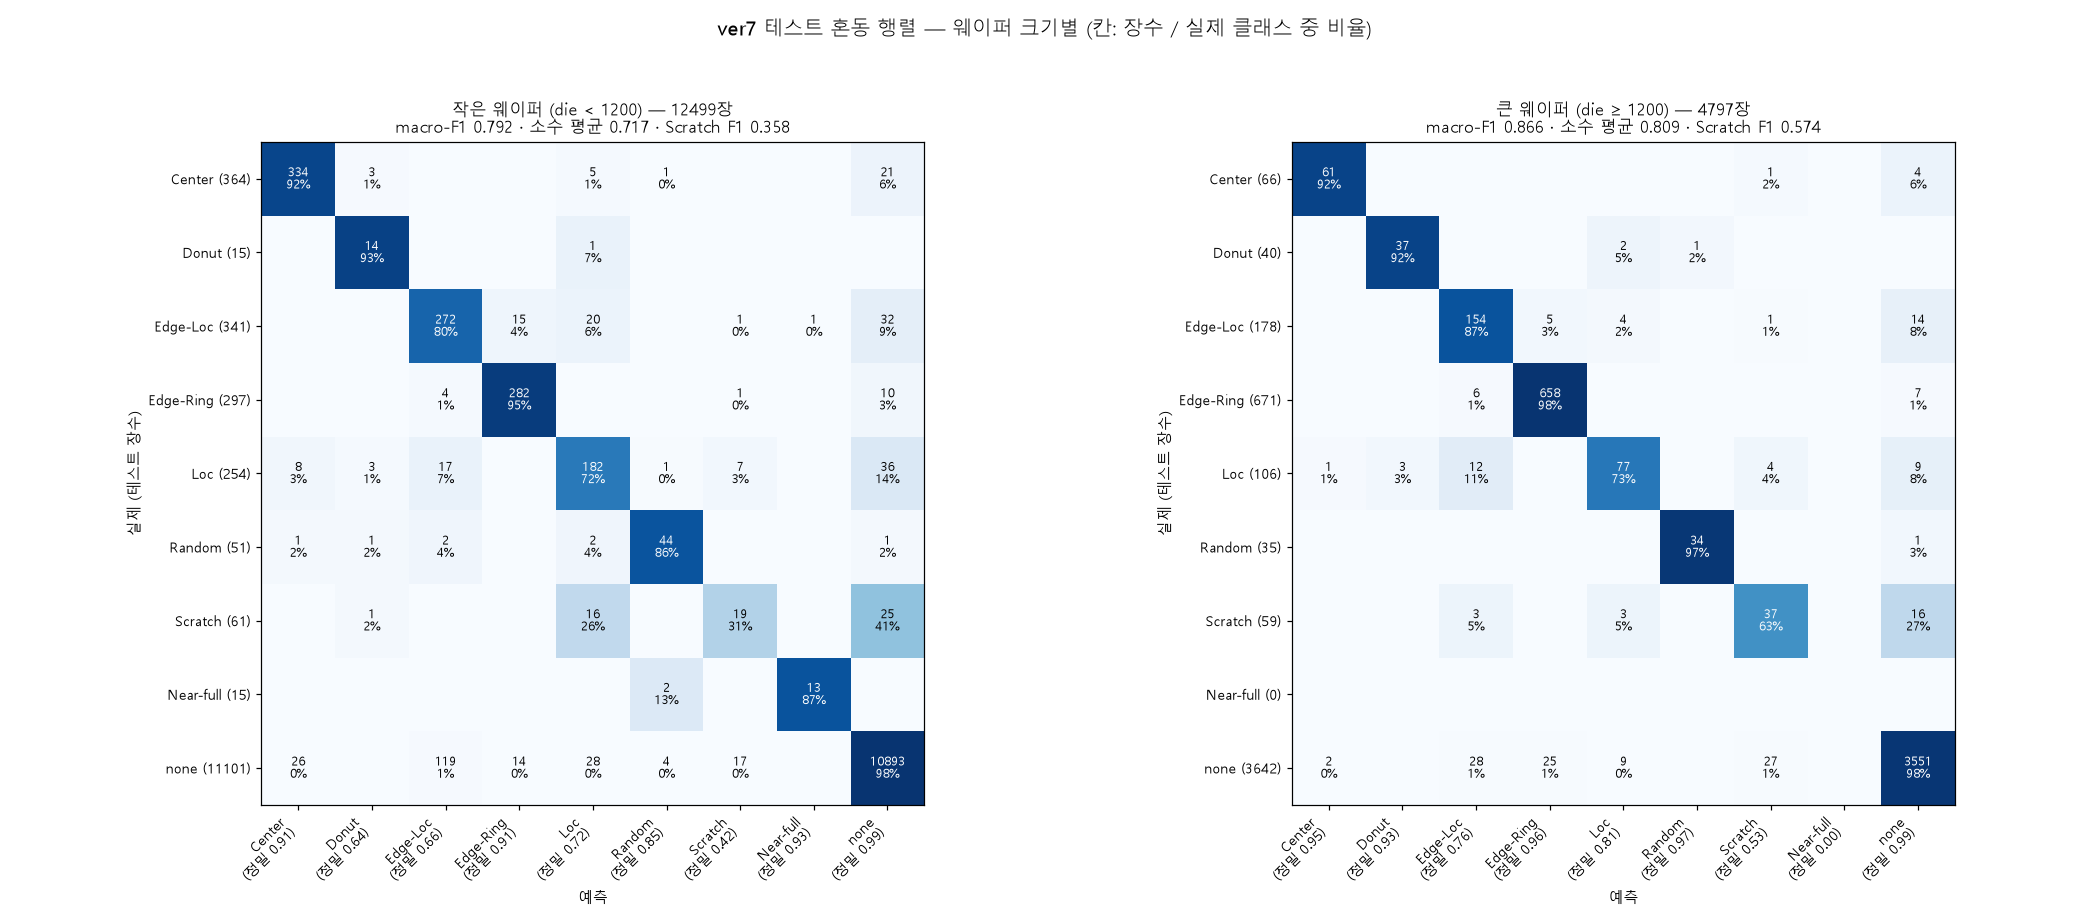 ver7 테스트 혼동 행렬 — 웨이퍼 크기별 (칸: 장수 / 실제 클래스 중 비율)
작은 웨이퍼 (die < 1200) — 12499장
macro-F1 0.792 · 소수 평균 0.717 · Scratch F1 0.358
실제 (테스트 장수)
Center (364)
334
92%
3
1%
5
1%
1
0%
21
6%
Donut (15)
14
93%
1
7%
Edge-Loc (341)
272
80%
15
4%
20
6%
1
0%
1
0%
32
9%
Edge-Ring (297)
4
1%
282
95%
1
0%
10
3%
Loc (254)
8
3%
3
1%
17
7%
182
72%
1
0%
7
3%
36
14%
Random (51)
1
2%
1
2%
2
4%
2
4%
44
86%
1
2%
Scratch (61)
1
2%
16
26%
19
31%
25
41%
Near-full (15)
2
13%
13
87%
none (11101)
26
0%
119
1%
14
0%
28
0%
4
0%
17
0%
10893
98%
Center
(정밀 0.91)
Donut
(정밀 0.64)
Edge-Loc
(정밀 0.66)
Edge-Ring
(정밀 0.91)
Loc
(정밀 0.72)
Random
(정밀 0.85)
Scratch
(정밀 0.42)
Near-full
(정밀 0.93)
none
(정밀 0.99)
예측
큰 웨이퍼 (die ≥ 1200) — 4797장
macro-F1 0.866 · 소수 평균 0.809 · Scratch F1 0.574
실제 (테스트 장수)
Center (66)
61
92%
1
2%
4
6%
Donut (40)
37
92%
2
5%
1
2%
Edge-Loc (178)
154
87%
5
3%
4
2%
1
1%
14
8%
Edge-Ring (671)
6
1%
658
98%
7
1%
Loc (106)
1
1%
3
3%
12
11%
77
73%
4
4%
9
8%
Random (35)
34
97%
1
3%
Scratch (59)
3
5%
3
5%
37
63%
16
27%
Near-full (0)
none (3642)
2
0%
28
1%
25
1%
9
0%
27
1%
3551
98%
Center
(정밀 0.95)
Donut
(정밀 0.93)
Edge-Loc
(정밀 0.76)
Edge-Ring
(정밀 0.96)
Loc
(정밀 0.81)
Random
(정밀 0.97)
Scratch
(정밀 0.53)
Near-full
(정밀 0.00)
none
(정밀 0.99)
예측